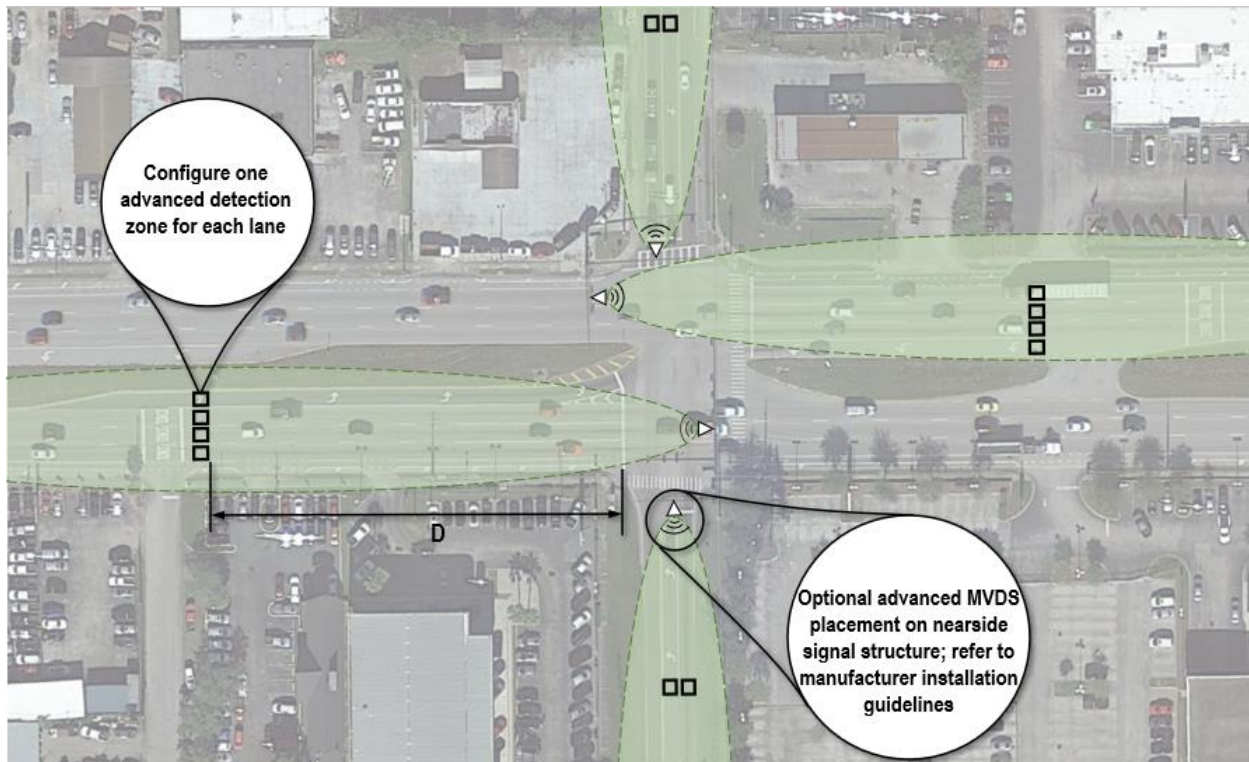 Configure one
advanced detection
zone for each lane
D
Optional advanced MVDS
placement on nearside
signal structure; refer to
manufacturer installation
guidelines